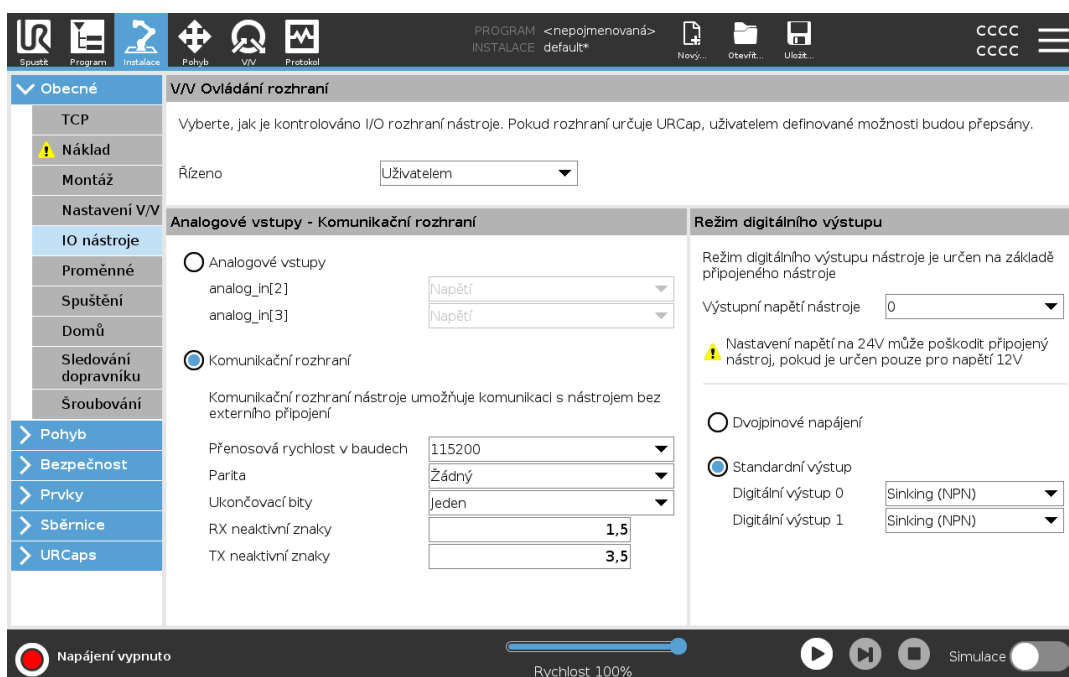 PROGRAM <nepojmenovaná>
INSTALACE default*
CCCC
CCCC
Spustit Program Instalace Pohyb V/V Protokol Nový... Otevřít... Uložit...
Obecné
TCP
Náklad
Montáž
Nastavení V/V
IO nástroje
Proměnné
Spuštění
Domů
Sledování
dopravníku
Šroubování
Pohyb
Bezpečnost
Prvky
Sběrnice
URCaps
V/V Ovládání rozhraní
Vyberte, jak je kontrolováno I/O rozhraní nástroje. Pokud rozhraní určuje URCap, uživatelem definované možnosti budou přepsány.
Řízeno Uživatelem
Analogové vstupy - Komunikační rozhraní
Analogové vstupy
analog_in[2] Napětí
analog_in[3] Napětí
Komunikační rozhraní
Komunikační rozhraní nástroje umožňuje komunikaci s nástrojem bez
externího připojení
Přenosová rychlost v baudech 115200
Parita Žádný
Ukončovací bity Jeden
RX neaktivní znaky 1,5
TX neaktivní znaky 3,5
Režim digitálního výstupu
Režim digitálního výstupu nástroje je určen na základě
připojeného nástroje
Výstupní napětí nástroje 0
Nastavení napětí na 24V může poškodit připojený
nástroj, pokud je určen pouze pro napětí 12V
Dvojpinové napájení
Standardní výstup
Digitální výstup 0 Sinking (NPN)
Digitální výstup 1 Sinking (NPN)
Napájení vypnuto
Rychlost 100%
Simulace